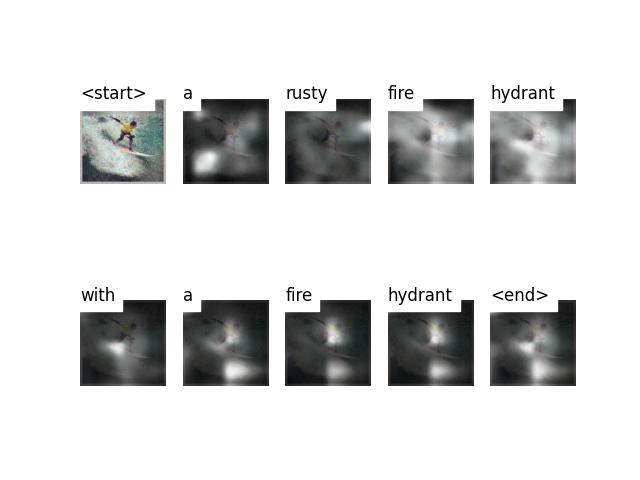 <start> a rusty fire hydrant
with a fire hydrant <end>